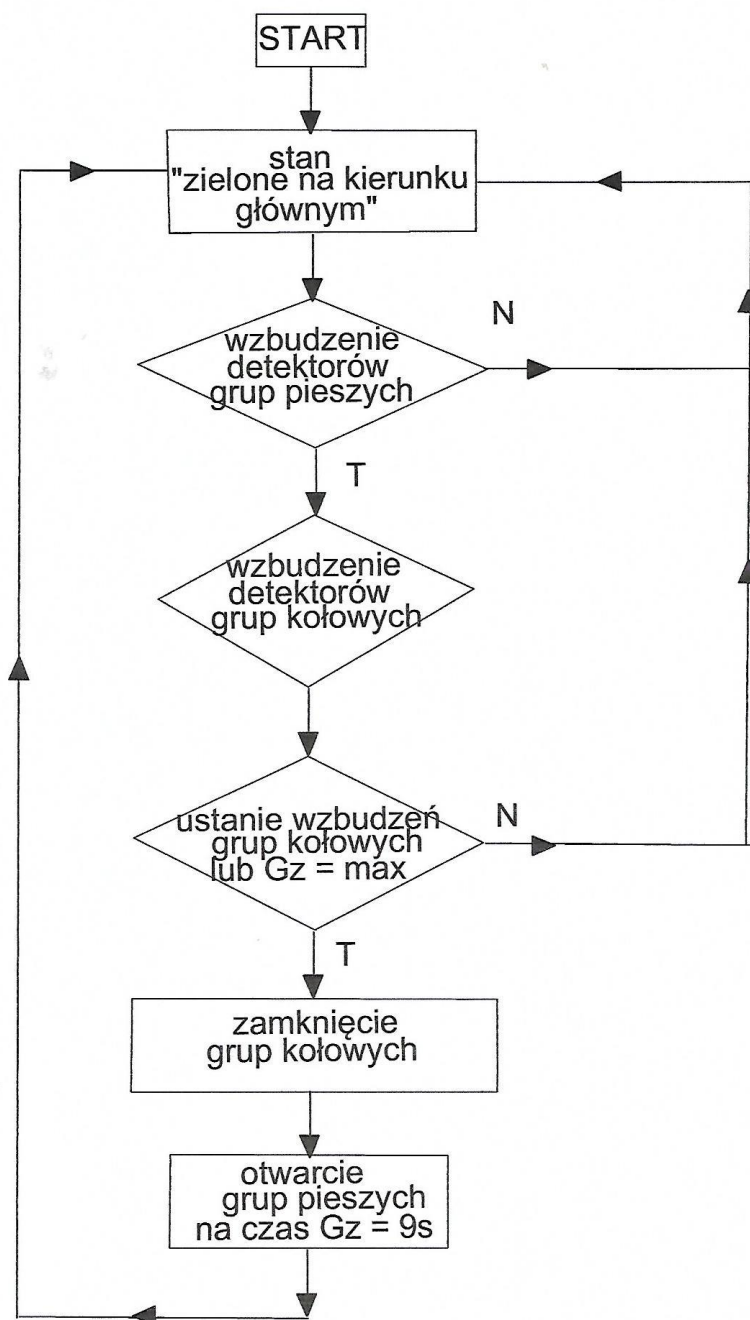 START
stan
"zielone na kierunku
głównym"
wzbudzenie
detektorów
grup pieszych
N
T
wzbudzenie
detektorów
grup kołowych
ustanie wzbudzeń
grup kołowych
lub Gz = max
N
T
zamknięcie
grup kołowych
otwarcie
grup pieszych
na czas Gz = 9s